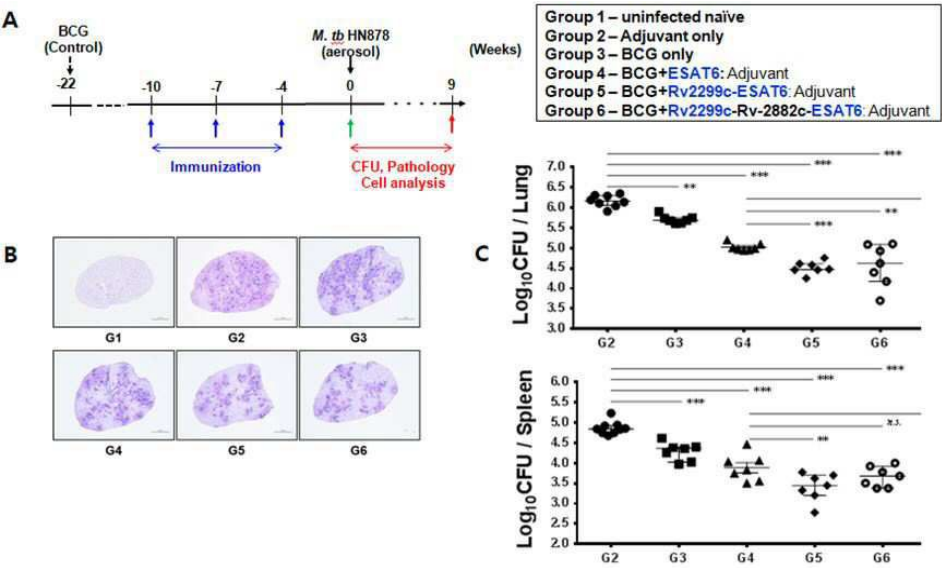 A
BCG
(Control)
M. tb HN878
(aerosol)
(Weeks)
-22
-10
-7
-4
0
9
Immunization
CFU, Pathology
Cell analysis
Group 1 – uninfected naïve
Group 2 – Adjuvant only
Group 3 – BCG only
Group 4 – BCG+ESAT6: Adjuvant
Group 5 – BCG+Rv2299c-ESAT6: Adjuvant
Group 6 – BCG+Rv2299c-Rv-2882c-ESAT6: Adjuvant
B
G1
G2
G3
G4
G5
G6
C
Log10CFU / Lung
7.0
6.5
6.0
5.5
5.0
4.5
4.0
3.5
3.0
***
***
***
**
**
***
G2
G3
G4
G5
G6
Log10CFU / Spleen
6.0
5.5
5.0
4.5
4.0
3.5
3.0
2.5
2.0
***
***
***
***
n.s.
**
G2
G3
G4
G5
G6